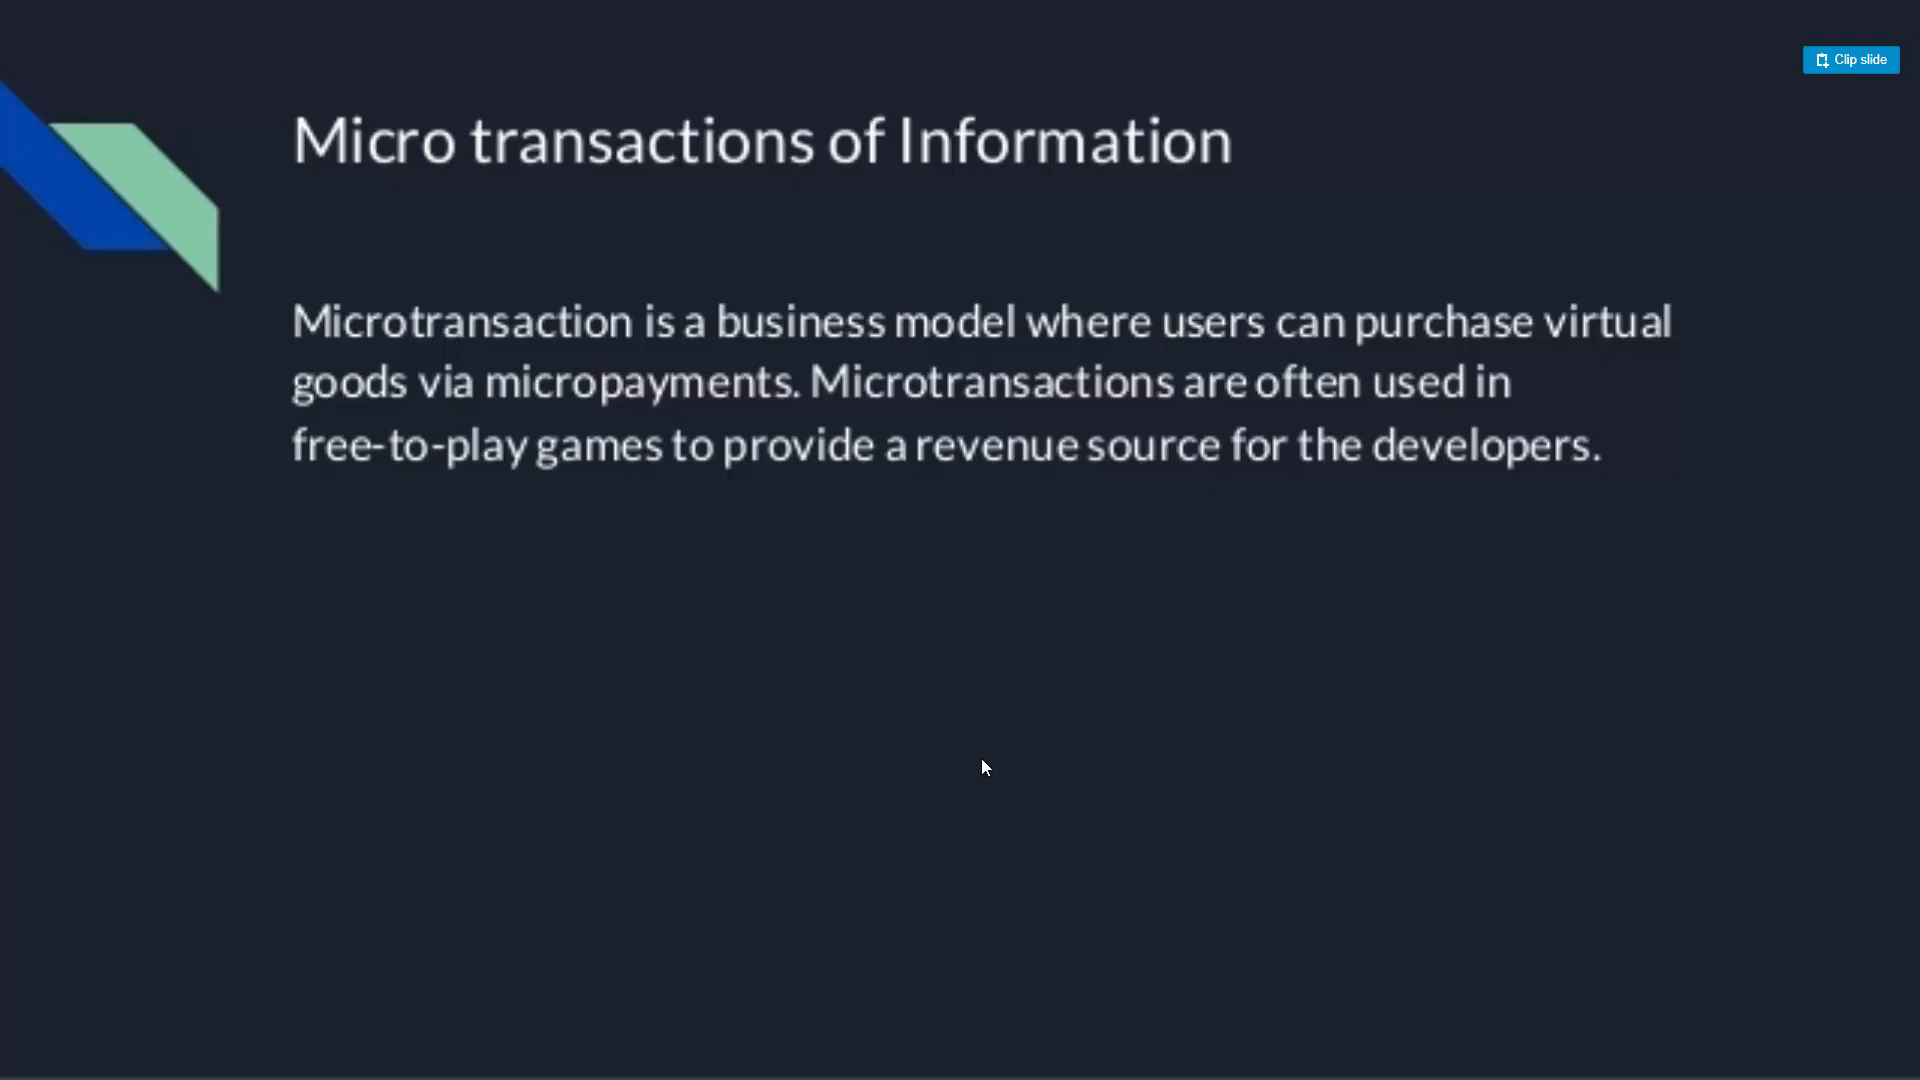 Clip slide
Micro transactions of Information
Microtransaction is a business model where users can purchase virtual
goods via micropayments. Microtransactions are often used in
free-to-play games to provide a revenue source for the developers.